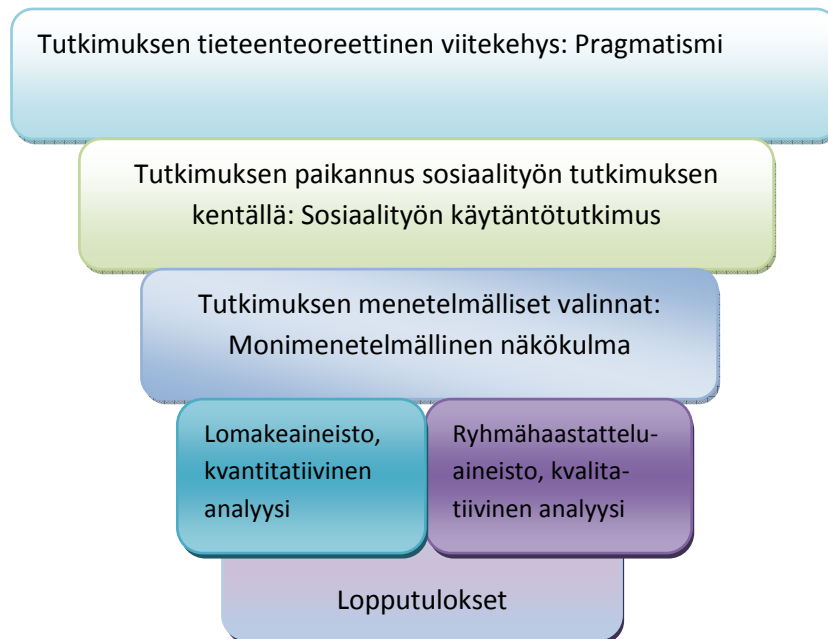 Tutkimuksen tieteenteoreettinen viitekehys: Pragmatismi
Tutkimuksen paikannus sosiaalityön tutkimuksen
kentällä: Sosiaalityön käytäntötutkimus
Tutkimuksen menetelmälliset valinnat:
Monimenetelmällinen näkökulma
Lomakeaineisto,
kvantitatiivinen
analyysi
Ryhmähaastattelu-
aineisto, kvalita-
tiivinen analyysi
Lopputulokset